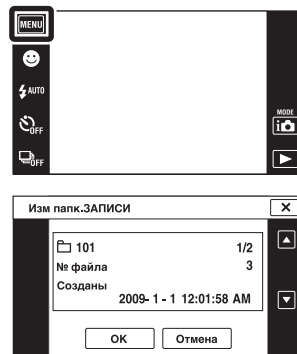 MENU
AUTO
OFF
OFF
MODE
Изм папк.ЗАПИСИ
101 1/2
№ файла 3
Созданы
2009- 1 - 1 12:01:58 AM
ОК Отмена